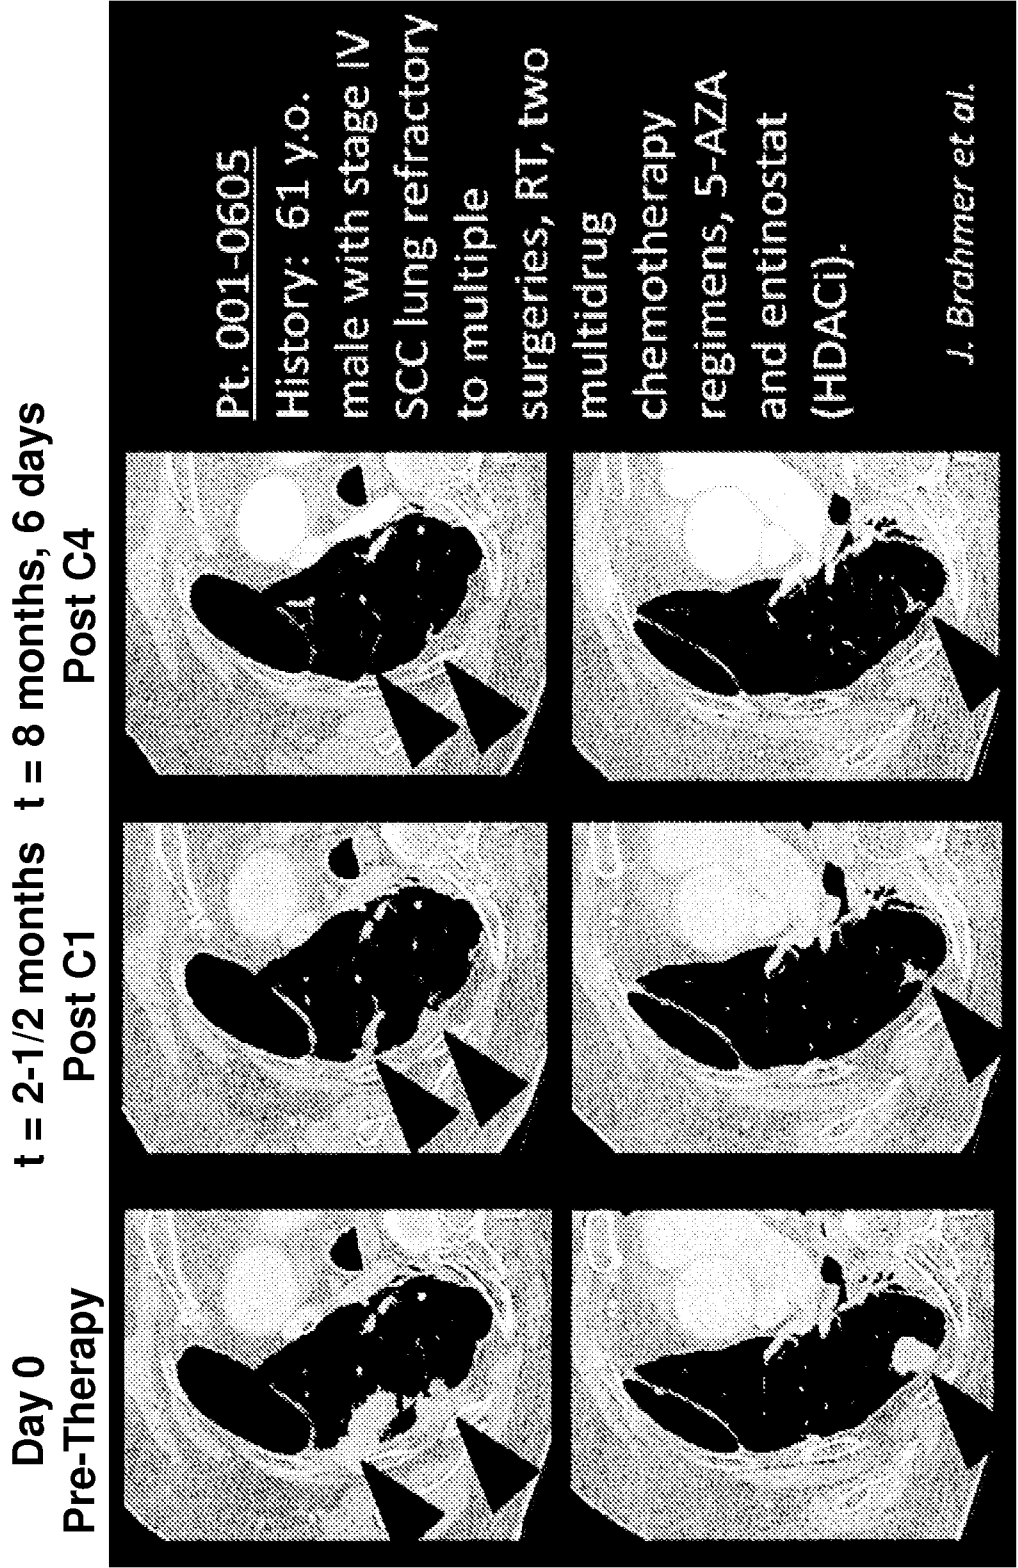 Day 0
Pre-Therapy
t = 2-1/2 months
Post C1
t = 8 months, 6 days
Post C4
Pt. 001-0605
History: 61 y.o.
male with stage IV
SCC lung refractory
to multiple
surgeries, RT, two
multidrug
chemotherapy
regimens, 5-AZA
and entinostat
(HDACi).
J. Brahmer et al.